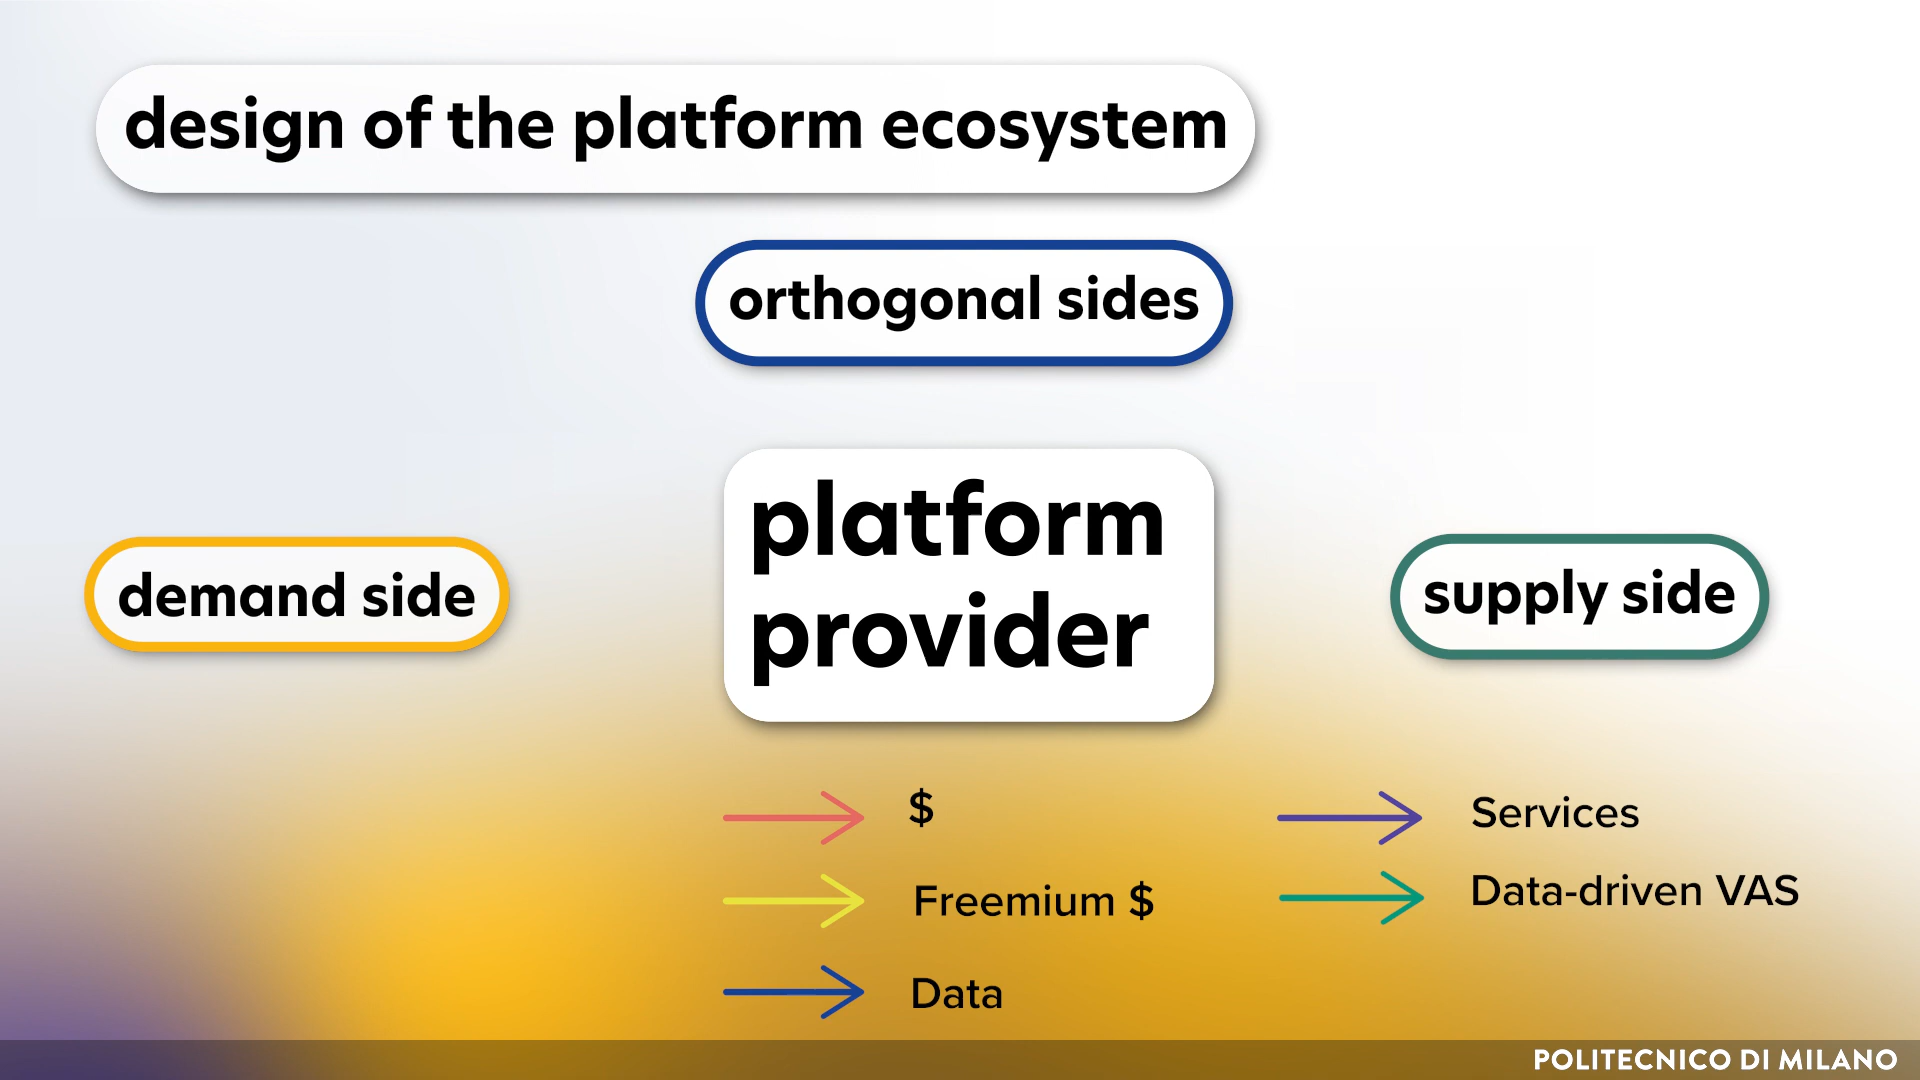 design of the platform ecosystem
orthogonal sides
platform
provider
demand side
supply side
$
Freemium $
Data
Services
Data-driven VAS
POLITECNICO DI MILANO